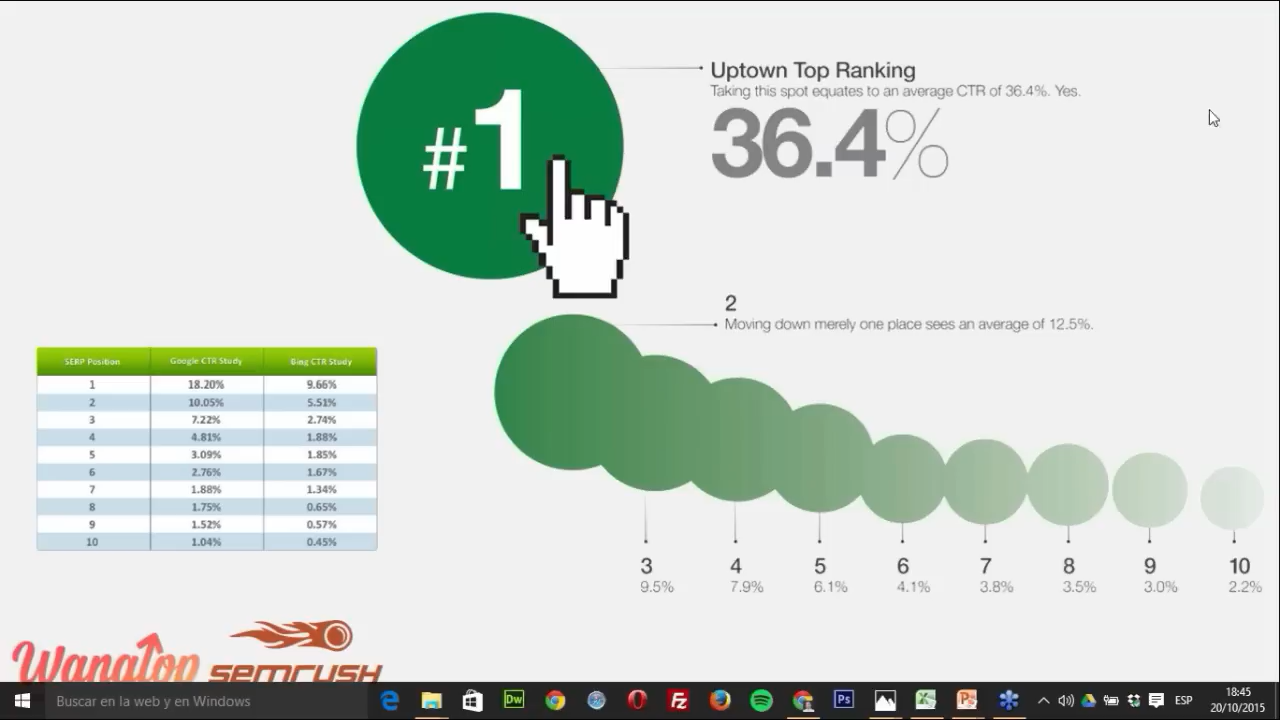 #1
Uptown Top Ranking
Taking this spot equates to an average CTR of 36.4%. Yes.
36.4%
2
Moving down merely one place sees an average of 12.5%.
SERP Position Google CTR Study Bing CTR Study
1 18.20% 9.66%
2 10.05% 5.51%
3 7.22% 2.74%
4 4.81% 1.88%
5 3.09% 1.85%
6 2.76% 1.67%
7 1.88% 1.34%
8 1.75% 0.65%
9 1.52% 0.57%
10 1.04% 0.45%
3 4 5 6 7 8 9 10
9.5% 7.9% 6.1% 4.1% 3.8% 3.5% 3.0% 2.2%
WanaTop semrush
Buscar en la web y en Windows
Dw
Fz
Ps
ESP
18:45
20/10/2015